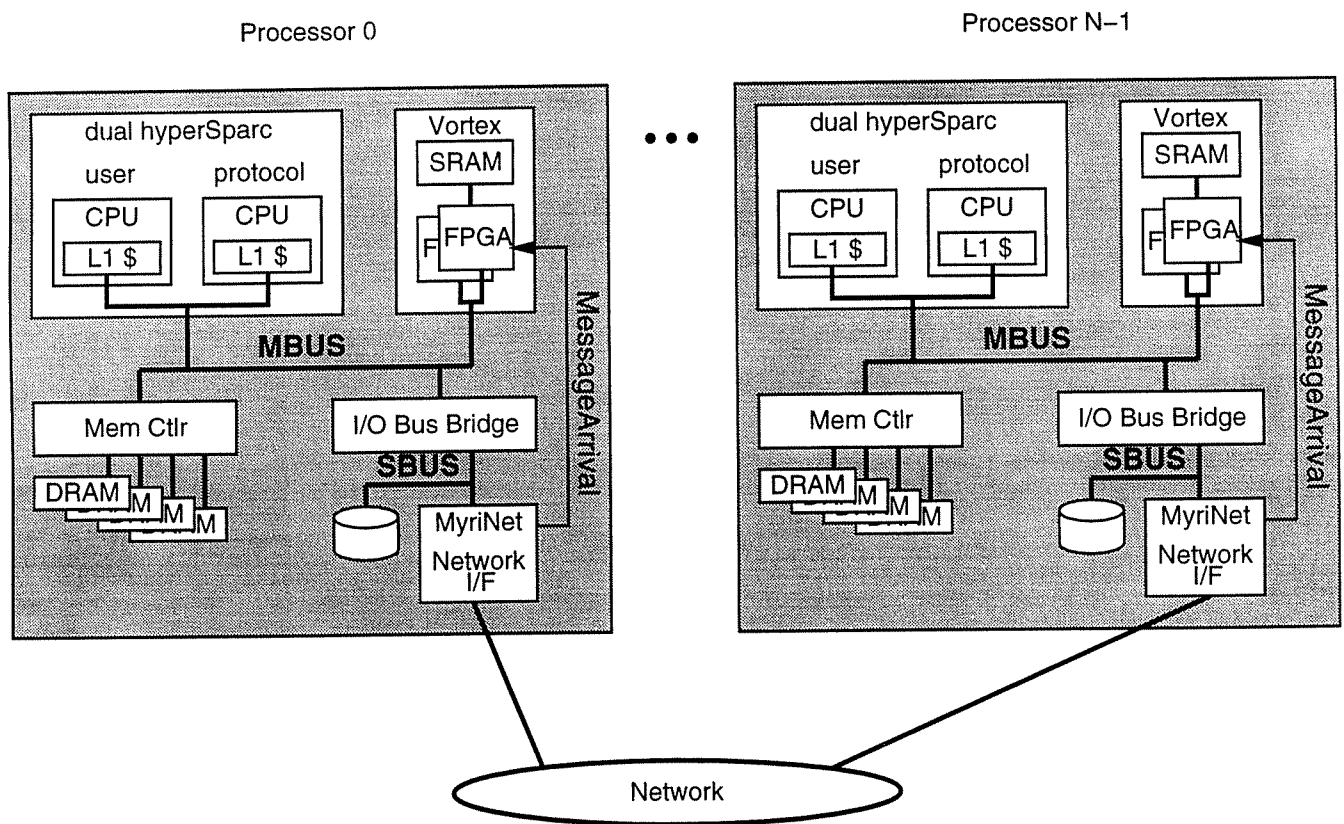 Processor 0
Processor N−1
dual hyperSparc
user
protocol
CPU
CPU
L1 $
L1 $
Vortex
SRAM
F
FPGA
MessageArrival
MBUS
Mem Ctlr
I/O Bus Bridge
SBUS
DRAM
M
M
M
MyriNet
Network
I/F
dual hyperSparc
user
protocol
CPU
CPU
L1 $
L1 $
Vortex
SRAM
F
FPGA
MessageArrival
MBUS
Mem Ctlr
I/O Bus Bridge
SBUS
DRAM
M
M
M
MyriNet
Network
I/F
Network